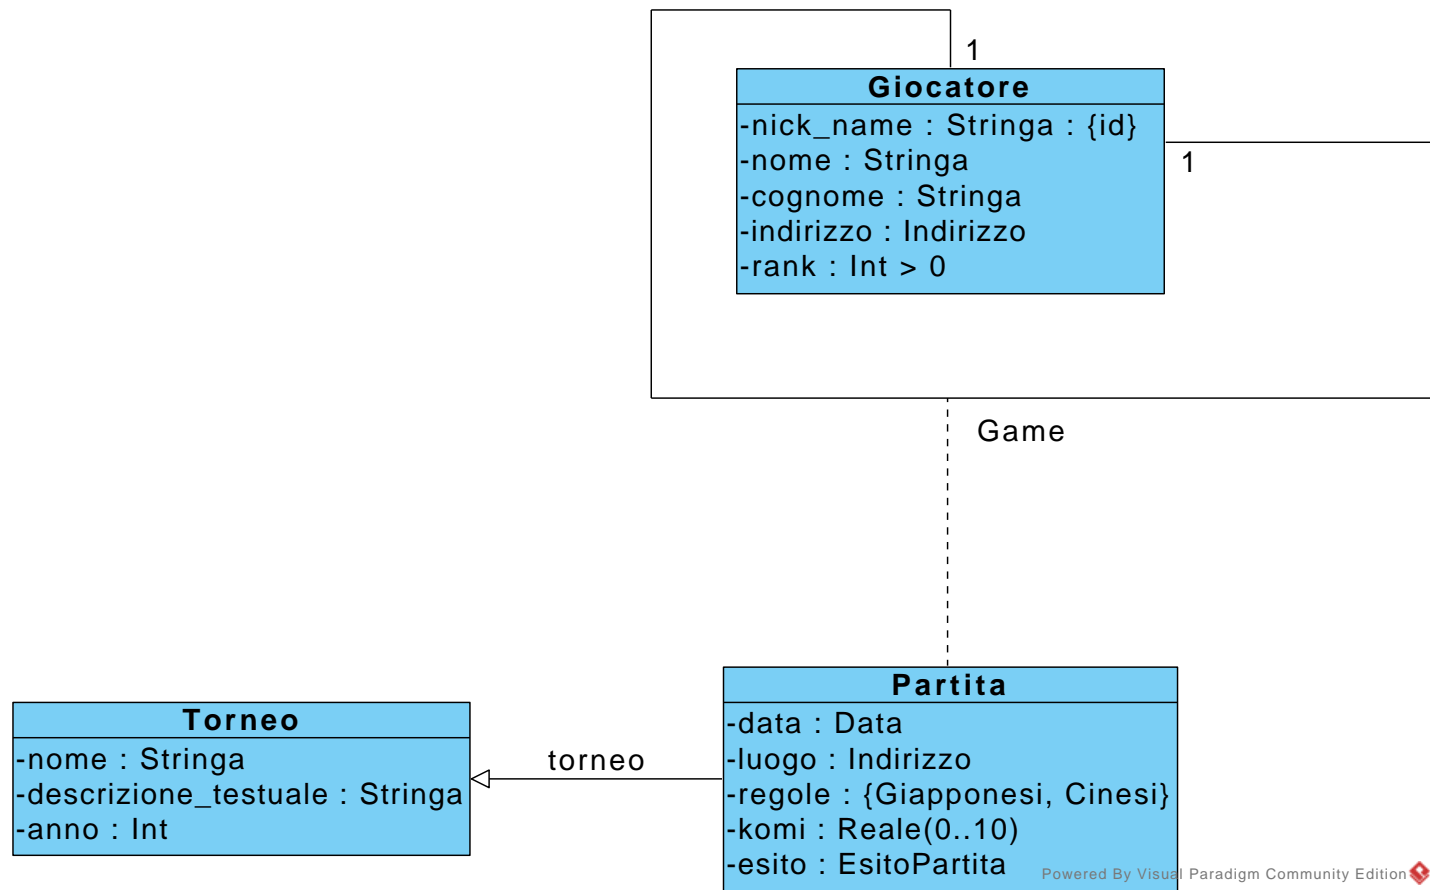 1
Giocatore
-nick_name : Stringa : {id}
-nome : Stringa
-cognome : Stringa
-indirizzo : Indirizzo
-rank : Int > 0
1
Game
Torneo
-nome : Stringa
-descrizione_testuale : Stringa
-anno : Int
torneo
Partita
-data : Data
-luogo : Indirizzo
-regole : {Giapponesi, Cinesi}
-komi : Reale(0..10)
-esito : EsitoPartita
Powered By Visual Paradigm Community Edition